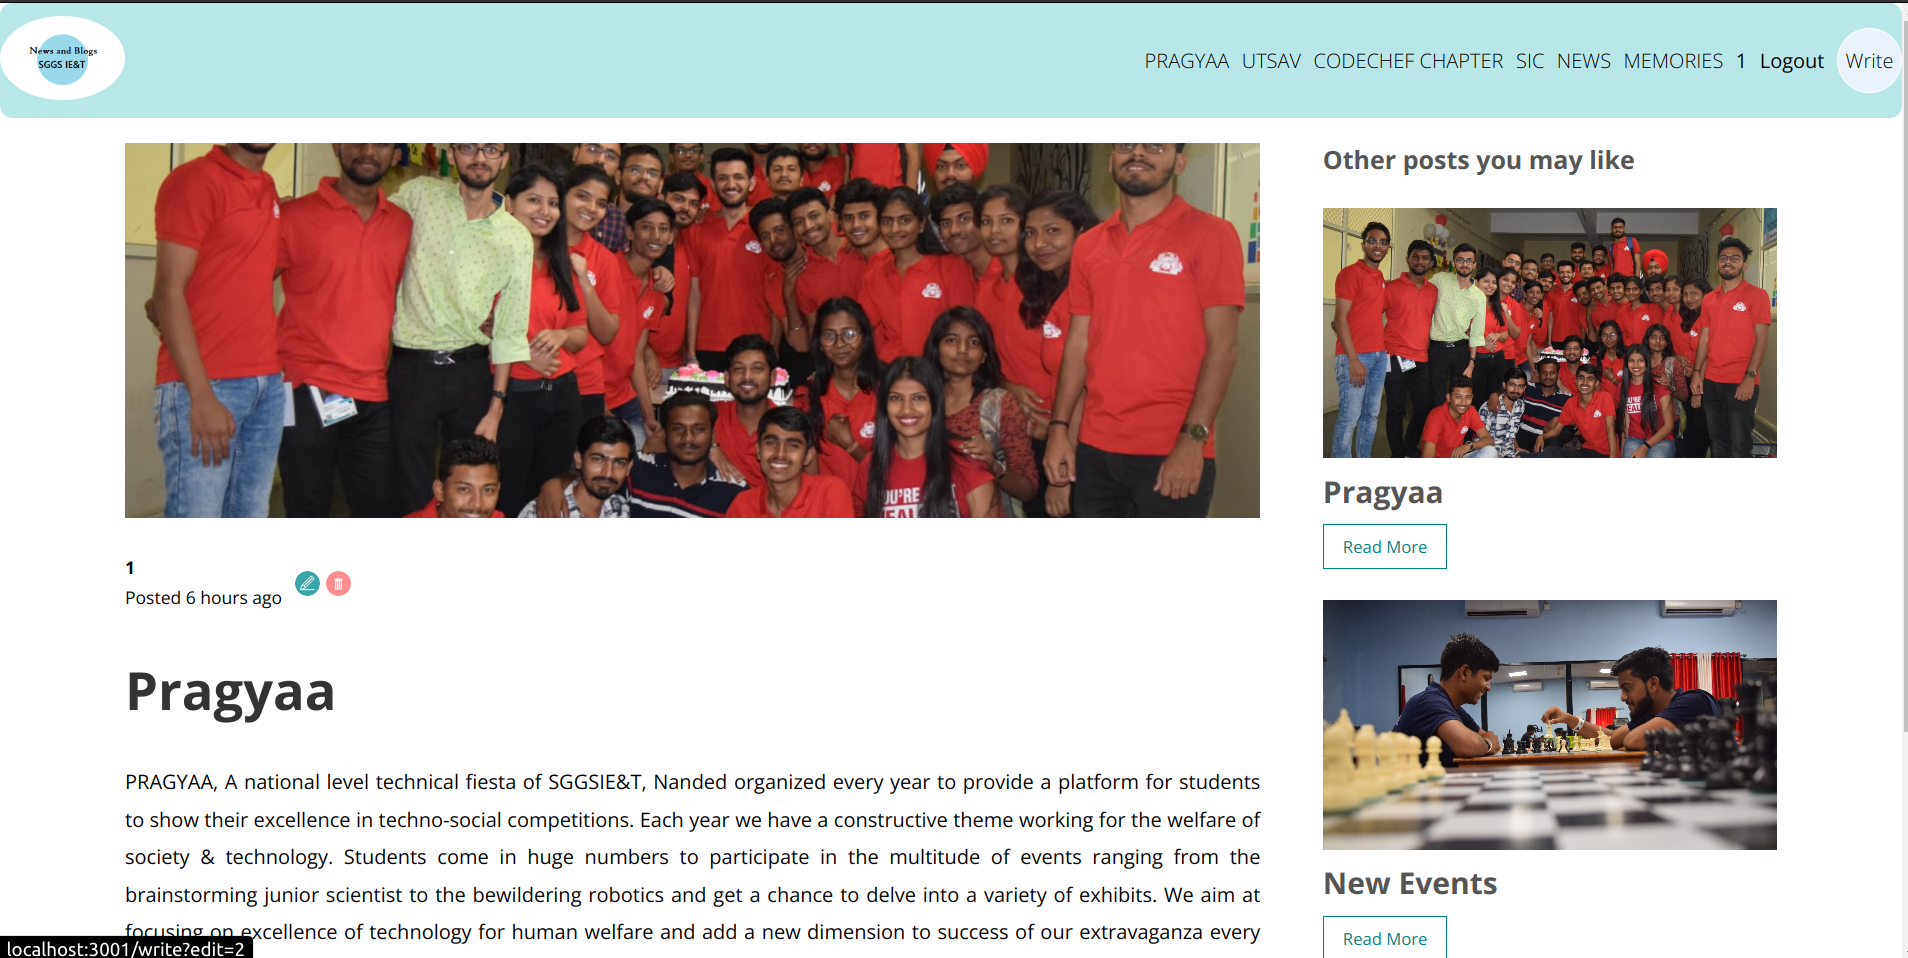 News and Blogs
SGGS IE&T
PRAGYAA UTSAV CODECHEF CHAPTER SIC NEWS MEMORIES 1 Logout Write
YOU'RE
1
Posted 6 hours ago
Pragyaa
PRAGYAA, A national level technical fiesta of SGGSIE&T, Nanded organized every year to provide a platform for students
to show their excellence in techno-social competitions. Each year we have a constructive theme working for the welfare of
society & technology. Students come in huge numbers to participate in the multitude of events ranging from the
brainstorming junior scientist to the bewildering robotics and get a chance to delve into a variety of exhibits. We aim at
focusing on excellence of technology for human welfare and add a new dimension to success of our extravaganza every
Other posts you may like
Pragyaa
Read More
New Events
Read More
localhost:3001/write?edit=2